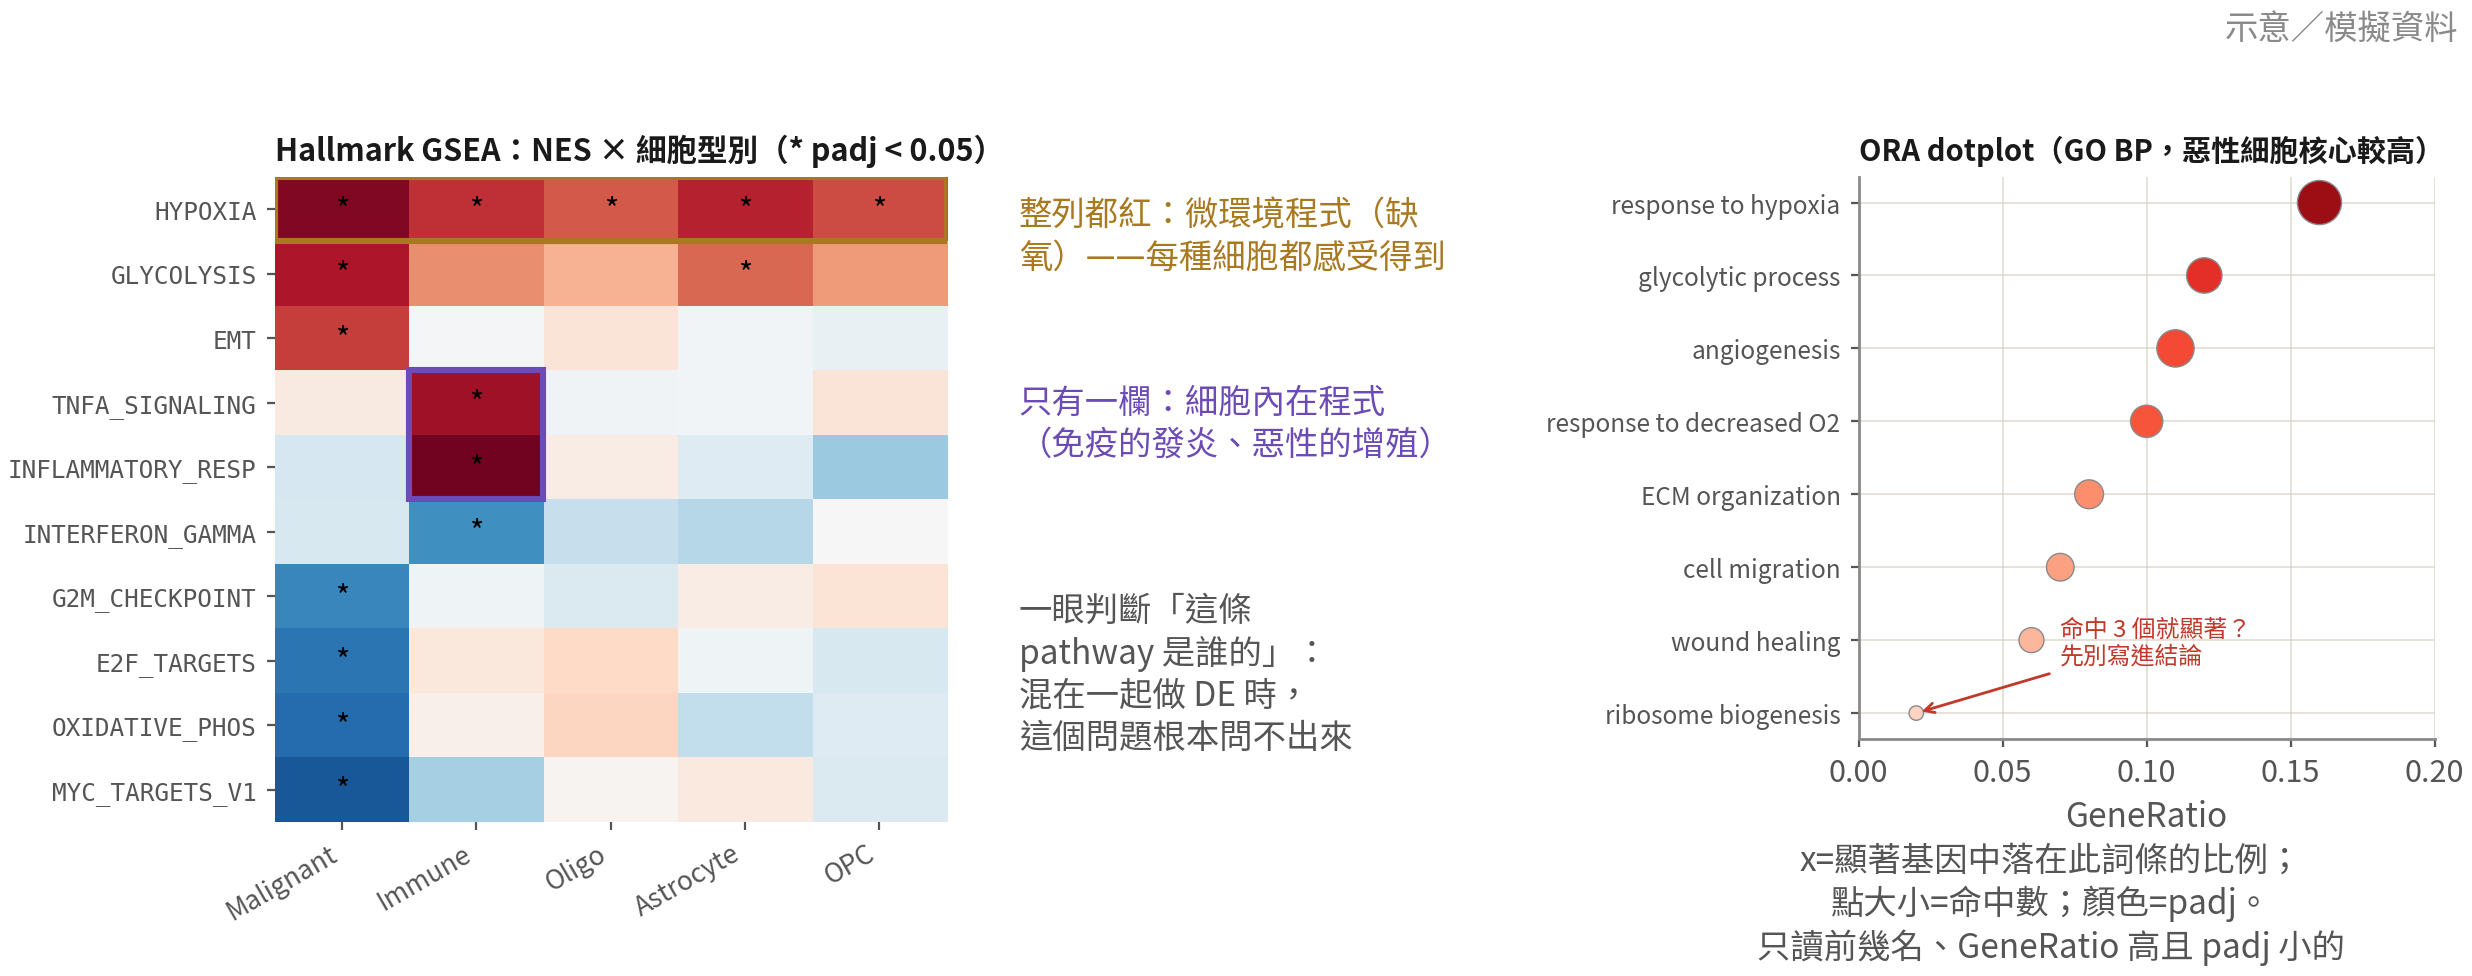 示意／模擬資料
Hallmark GSEA：NES × 細胞型別（* padj < 0.05）
HYPOXIA
GLYCOLYSIS
EMT
TNFA_SIGNALING
INFLAMMATORY_RESP
INTERFERON_GAMMA
G2M_CHECKPOINT
E2F_TARGETS
OXIDATIVE_PHOS
MYC_TARGETS_V1
* * * * *
* *
*
*
*
*
*
*
*
*
Malignant
Immune
Oligo
Astrocyte
OPC
整列都紅：微環境程式（缺
氧）——每種細胞都感受得到
只有一欄：細胞內在程式
（免疫的發炎、惡性的增殖）
一眼判斷「這條
pathway 是誰的」：
混在一起做 DE 時，
這個問題根本問不出來
ORA dotplot（GO BP，惡性細胞核心較高）
response to hypoxia
glycolytic process
angiogenesis
response to decreased O2
ECM organization
cell migration
wound healing
ribosome biogenesis
命中 3 個就顯著？
先別寫進結論
0.00 0.05 0.10 0.15 0.20
GeneRatio
x=顯著基因中落在此詞條的比例；
點大小=命中數；顏色=padj。
只讀前幾名、GeneRatio 高且 padj 小的